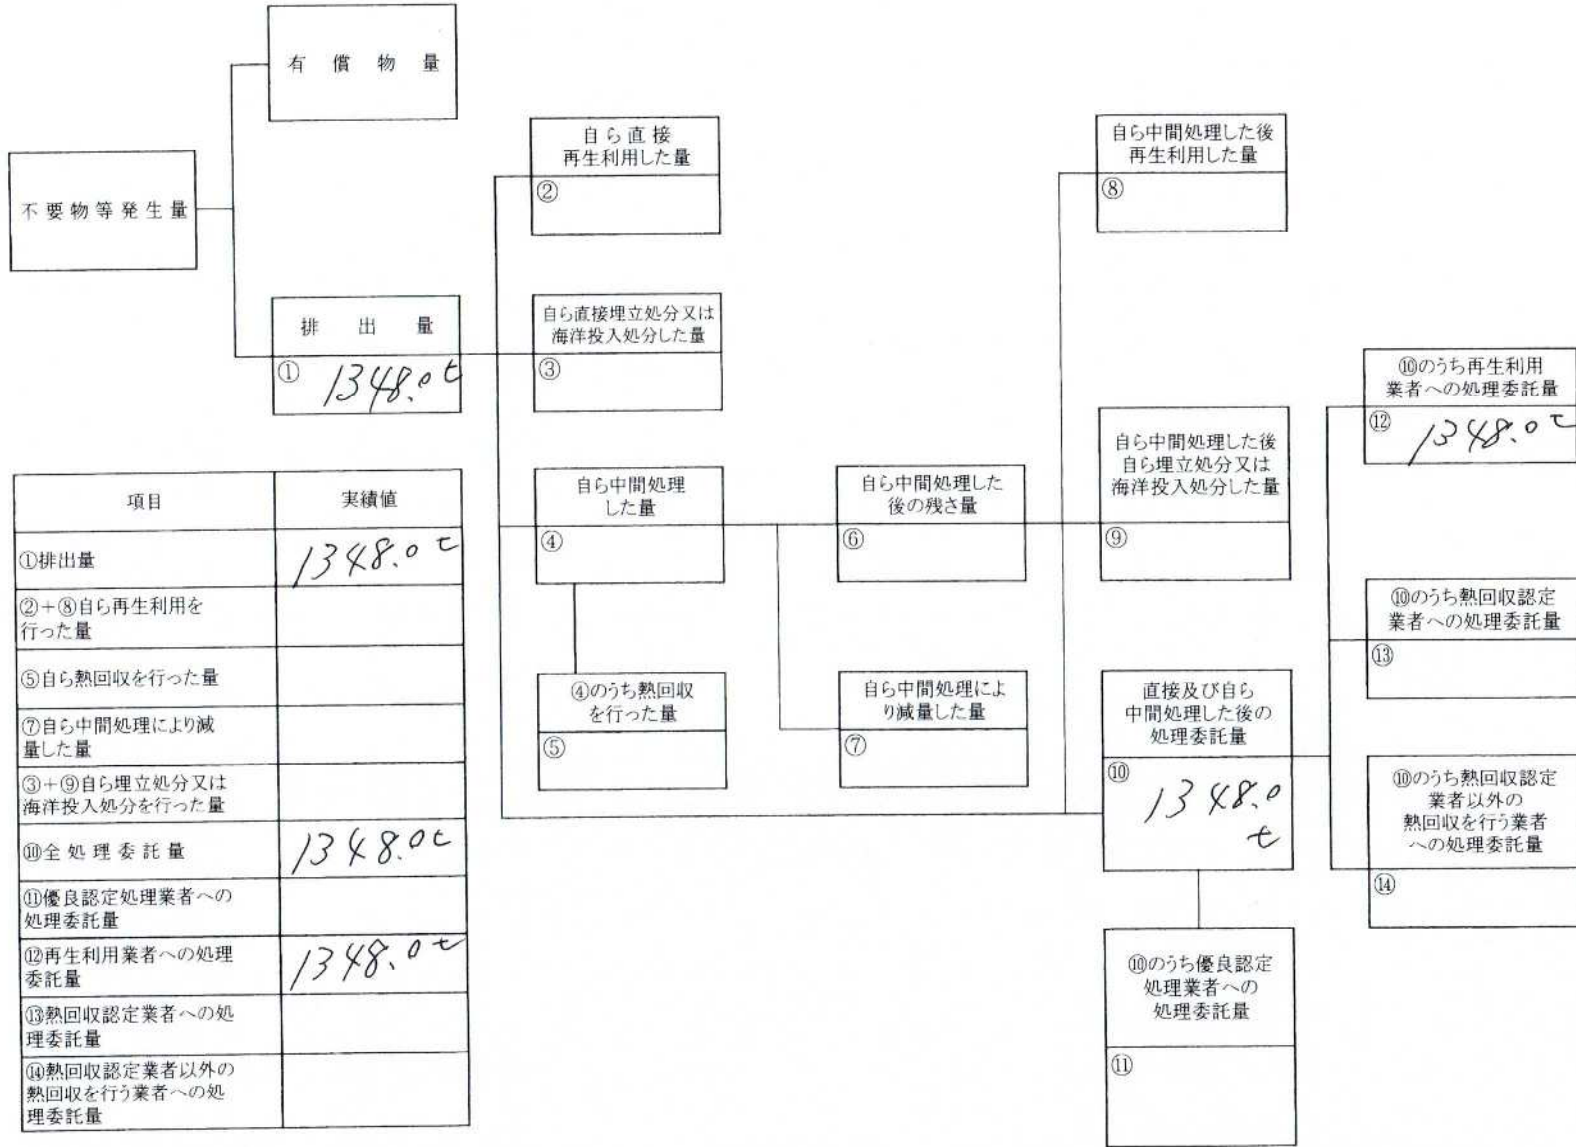 有償物量
不要物等発生量
自ら直接
再生利用した量
②
自ら中間処理した後
再生利用した量
⑧
排出量
① 1348.0t
自ら直接埋立処分又は
海洋投入処分した量
③
⑩のうち再生利用
業者への処理委託量
⑫ 1348.0t
自ら中間処理
した量
④
自ら中間処理した
後の残さ量
⑥
自ら中間処理した後
自ら埋立処分又は
海洋投入処分した量
⑨
⑩のうち熱回収認定
業者への処理委託量
⑬
④のうち熱回収
を行った量
⑤
自ら中間処理によ
り減量した量
⑦
直接及び自ら
中間処理した後の
処理委託量
⑩ 1348.0
t
⑩のうち熱回収認定
業者以外の
熱回収を行う業者
への処理委託量
⑭
⑩のうち優良認定
処理業者への
処理委託量
⑪
項目 実績値
①排出量 1348.0t
②+⑧自ら再生利用を
行った量
⑤自ら熱回収を行った量
⑦自ら中間処理により減
量した量
③+⑨自ら埋立処分又は
海洋投入処分を行った量
⑩全処理委託量 1348.0t
⑪優良認定処理業者への
処理委託量
⑫再生利用業者への処理
委託量 1348.0t
⑬熱回収認定業者への処
理委託量
⑭熱回収認定業者以外の
熱回収を行う業者への処
理委託量